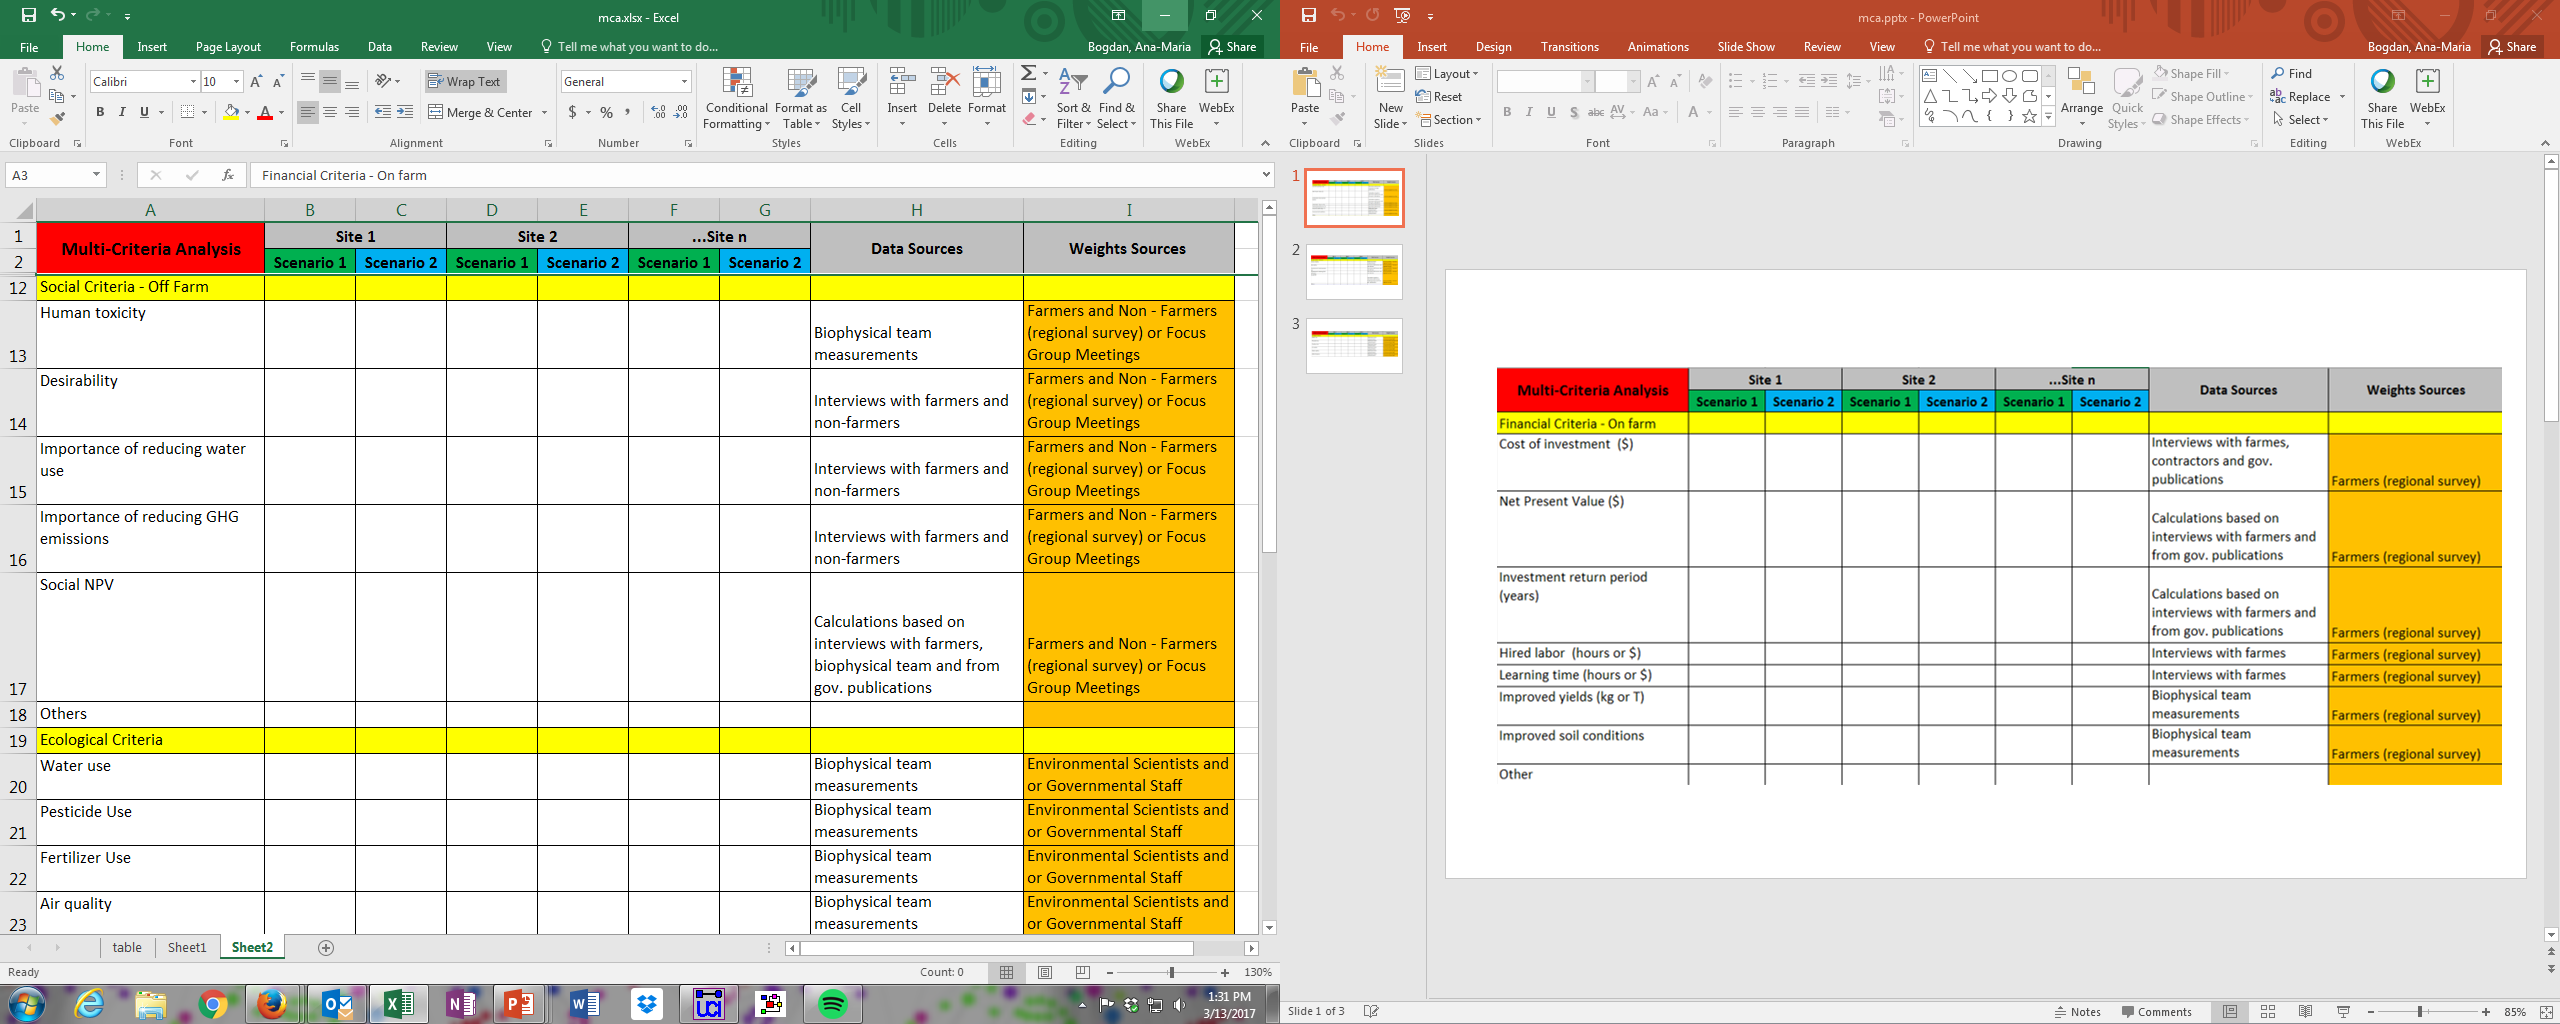 mca.xlsx - Excel
File Home Insert Page Layout Formulas Data Review View Tell me what you want to do... Bogdan, Ana-Maria Share
Paste
Calibri 10
Wrap Text
General
B I U
Merge & Center
$ % ,
Conditional Formatting
Format as Table
Cell Styles
Insert Delete Format
Sort & Filter
Find & Select
Share This File
WebEx
Clipboard Font Alignment Number Styles Cells Editing WebEx
A3 fx Financial Criteria - On farm
A B C D E F G H I
1 Multi-Criteria Analysis Site 1 Site 2 ...Site n Data Sources Weights Sources
2 Scenario 1 Scenario 2 Scenario 1 Scenario 2 Scenario 1 Scenario 2
12 Social Criteria - Off Farm
Human toxicity
13
Biophysical team
measurements
Farmers and Non - Farmers
(regional survey) or Focus
Group Meetings
Desirability
14
Interviews with farmers and
non-farmers
Farmers and Non - Farmers
(regional survey) or Focus
Group Meetings
Importance of reducing water
use
15
Interviews with farmers and
non-farmers
Farmers and Non - Farmers
(regional survey) or Focus
Group Meetings
Importance of reducing GHG
emissions
16
Interviews with farmers and
non-farmers
Farmers and Non - Farmers
(regional survey) or Focus
Group Meetings
Social NPV
17
Calculations based on
interviews with farmers,
biophysical team and from
gov. publications
Farmers and Non - Farmers
(regional survey) or Focus
Group Meetings
18 Others
19 Ecological Criteria
Water use
20
Biophysical team
measurements
Environmental Scientists and
or Governmental Staff
Pesticide Use
21
Biophysical team
measurements
Environmental Scientists and
or Governmental Staff
Fertilizer Use
22
Biophysical team
measurements
Environmental Scientists and
or Governmental Staff
Air quality
23
Biophysical team
measurements
Environmental Scientists and
or Governmental Staff
table Sheet1 Sheet2
Ready Count: 0 130%
1:31 PM
3/13/2017
mca.pptx - PowerPoint
File Home Insert Design Transitions Animations Slide Show Review View Tell me what you want to do... Bogdan, Ana-Maria Share
Paste
New Slide
Layout
Reset
Section
B I U S abc AV Aa A
Arrange
Quick Styles
Shape Fill
Shape Outline
Shape Effects
Find
Replace
Select
Share This File
WebEx
Clipboard Slides Font Paragraph Drawing Editing WebEx
1
2
3
Multi-Criteria Analysis Site 1 Site 2 ...Site n Data Sources Weights Sources
Scenario 1 Scenario 2 Scenario 1 Scenario 2 Scenario 1 Scenario 2
Financial Criteria - On farm
Cost of investment ($)
Interviews with farmes,
contractors and gov.
publications
Farmers (regional survey)
Net Present Value ($)
Calculations based on
interviews with farmers and
from gov. publications
Farmers (regional survey)
Investment return period
(years)
Calculations based on
interviews with farmers and
from gov. publications
Farmers (regional survey)
Hired labor (hours or $) Interviews with farmes Farmers (regional survey)
Learning time (hours or $) Interviews with farmes Farmers (regional survey)
Improved yields (kg or T)
Biophysical team
measurements
Farmers (regional survey)
Improved soil conditions
Biophysical team
measurements
Farmers (regional survey)
Other
Slide 1 of 3 Notes Comments 85%